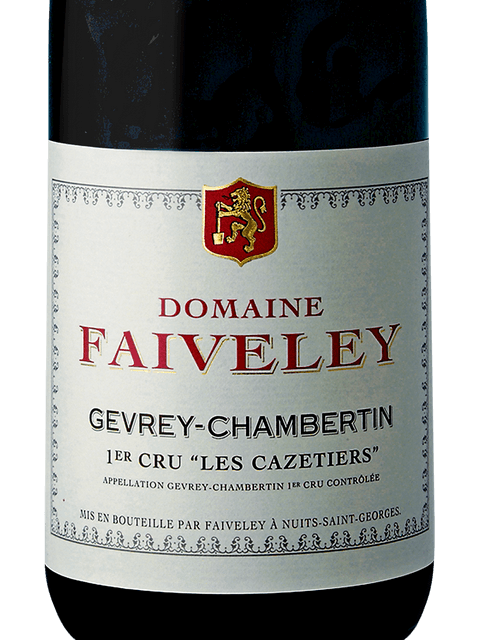 DOMAINE
FAIVELEY
GEVREY-CHAMBERTIN
1ER CRU "LES CAZETIERS"
APPELLATION GEVREY-CHAMBERTIN 1ER CRU CONTRÔLÉE
MIS EN BOUTEILLE PAR FAIVELEY À NUITS-SAINT-GEORGES.